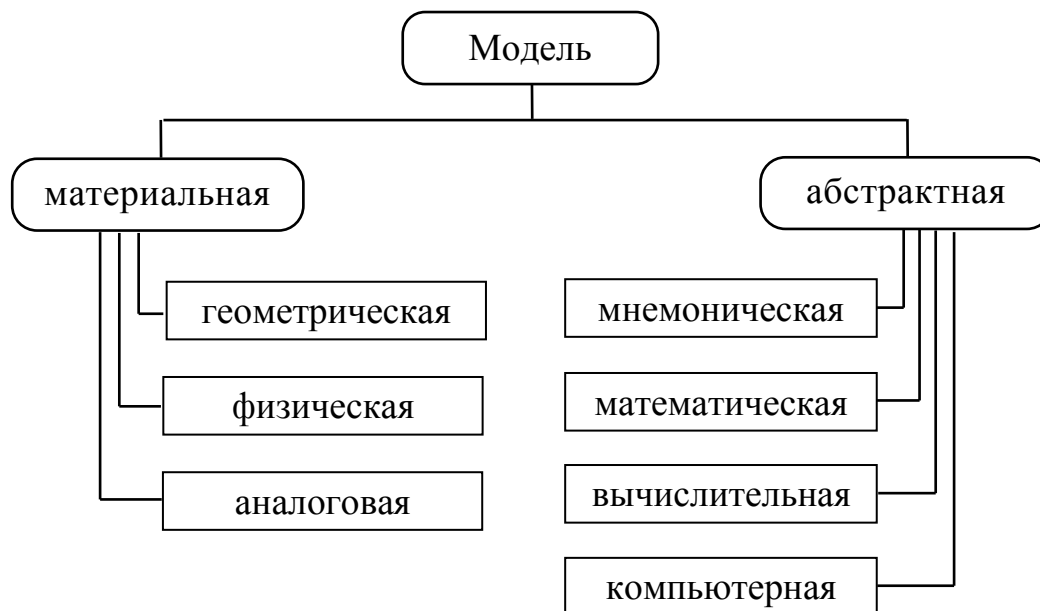 Модель
материальная
абстрактная
геометрическая
физическая
аналоговая
мнемоническая
математическая
вычислительная
компьютерная